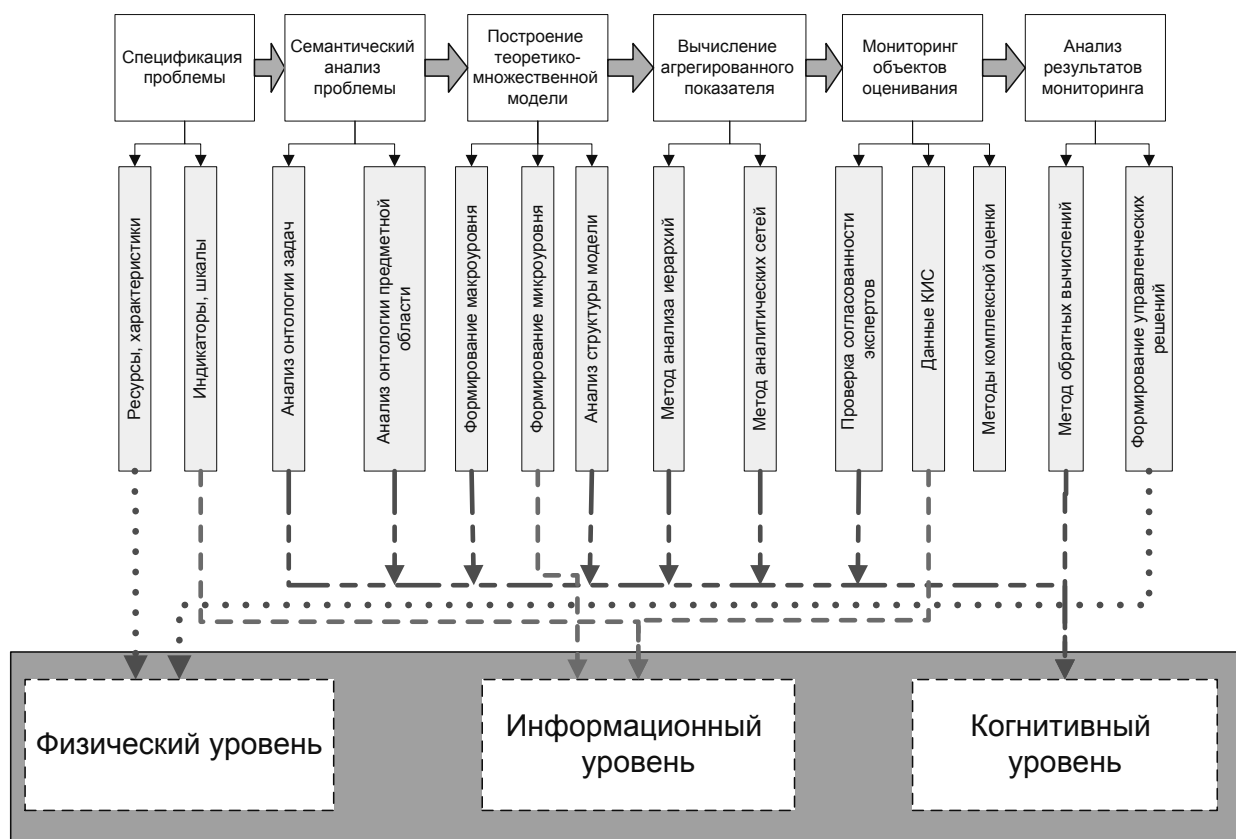 Спецификация
проблемы
Семантический
анализ
проблемы
Построение
теоретико-
множественной
модели
Вычисление
агрегированного
показателя
Мониторинг
объектов
оценивания
Анализ
результатов
мониторинга
Ресурсы, характеристики
Индикаторы, шкалы
Анализ онтологии задач
Анализ онтологии предметной
области
Формирование макроуровня
Формирование микроуровня
Анализ структуры модели
Метод анализа иерархий
Метод аналитических сетей
Проверка согласованности
экспертов
Данные КИС
Методы комплексной оценки
Метод обратных вычислений
Формирование управленческих
решений
Физический уровень
Информационный
уровень
Когнитивный
уровень